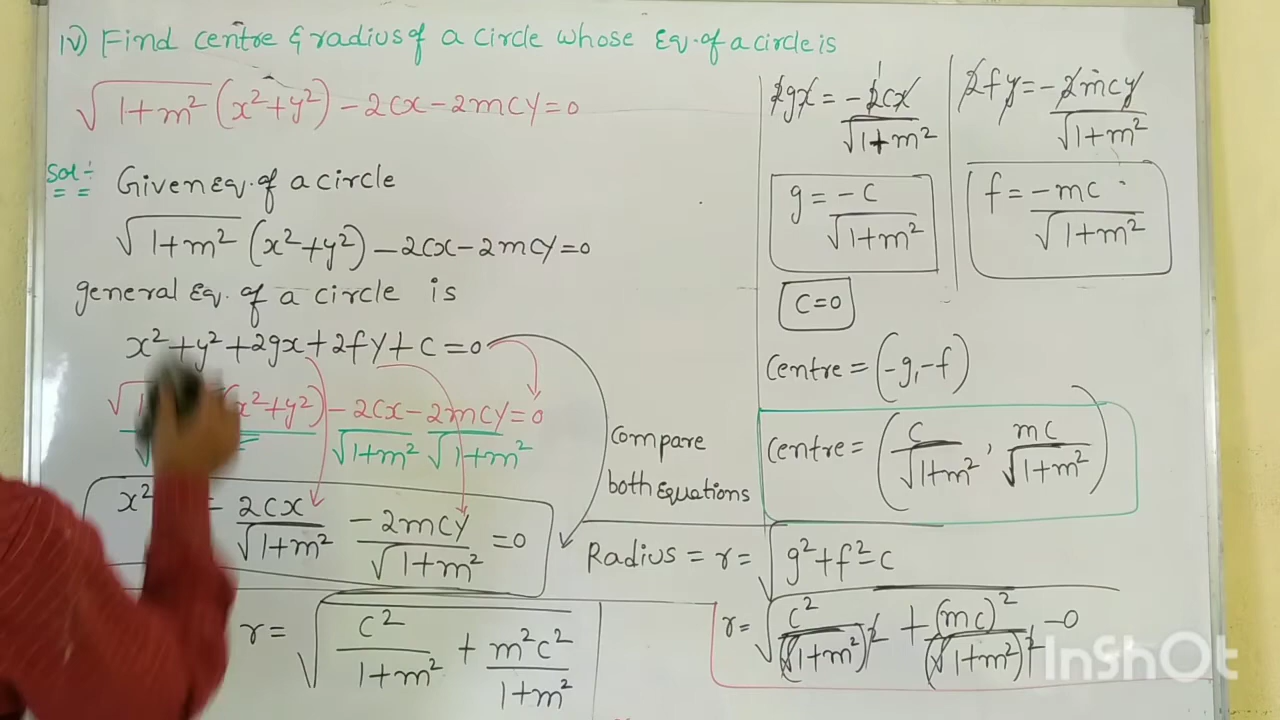 iv) Find centre & radius of a circle whose Eq. of a circle is
√1+m² (x²+y²) - 2cx - 2mcy = 0
Sol:-
Given Eq. of a circle
√1+m² (x²+y²) - 2cx - 2mcy = 0
general Eq. of a circle is
x²+y²+2gx+2fy+c=0
(x²+y²) - 2cx - 2mcy = 0
√1+m² √1+m²
x² - 2cx/√1+m² - 2mcy/√1+m² = 0
r = √c²/1+m² + m²c²/1+m²
Compare
both Equations
2gx = -2cx/√1+m²
g = -c/√1+m²
2fy = -2mcy/√1+m²
f = -mc/√1+m²
c=0
Centre = (-g,-f)
Centre = (c/√1+m², mc/√1+m²)
Radius = r = √g²+f²-c
r = √c²/(√1+m²)² + (mc)²/(√1+m²)² - 0
InShOt